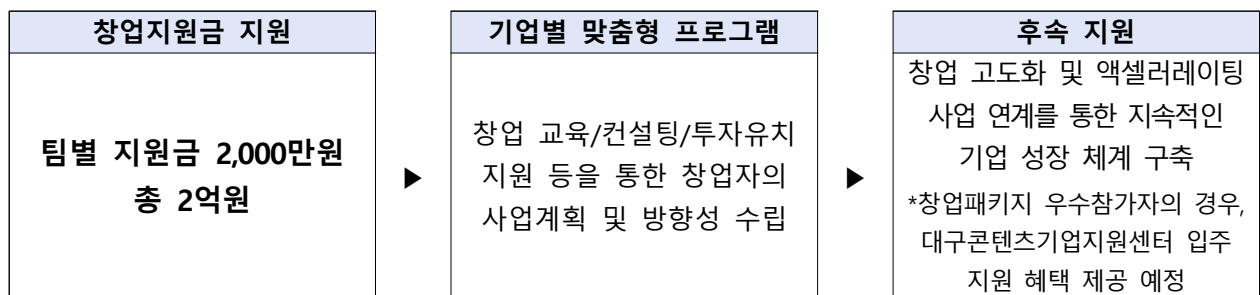 창업지원금 지원
팀별 지원금 2,000만원
총 2억원
▶
기업별 맞춤형 프로그램
창업 교육/컨설팅/투자유치
지원 등을 통한 창업자의
사업계획 및 방향성 수립
▶
후속 지원
창업 고도화 및 액셀러레이팅
사업 연계를 통한 지속적인
기업 성장 체계 구축
*창업패키지 우수참가자의 경우,
대구콘텐츠기업지원센터 입주
지원 혜택 제공 예정